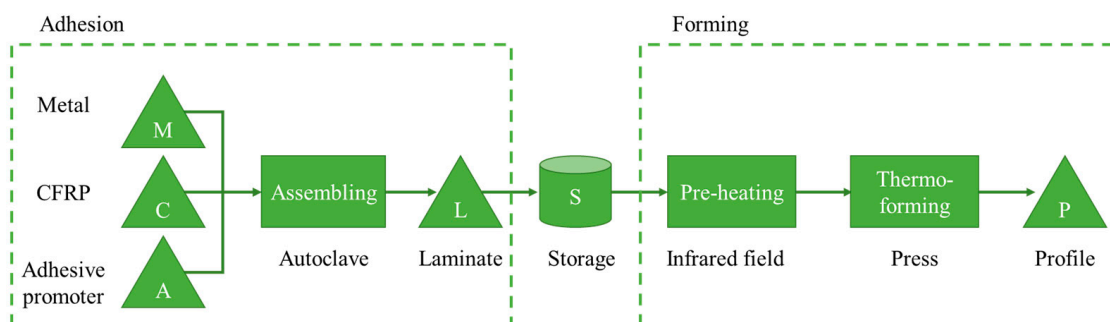 Adhesion
Forming
Metal
M
CFRP
C
Adhesive
promoter
A
Assembling
Autoclave
L
Laminate
S
Storage
Pre-heating
Infrared field
Thermo-
forming
Press
P
Profile